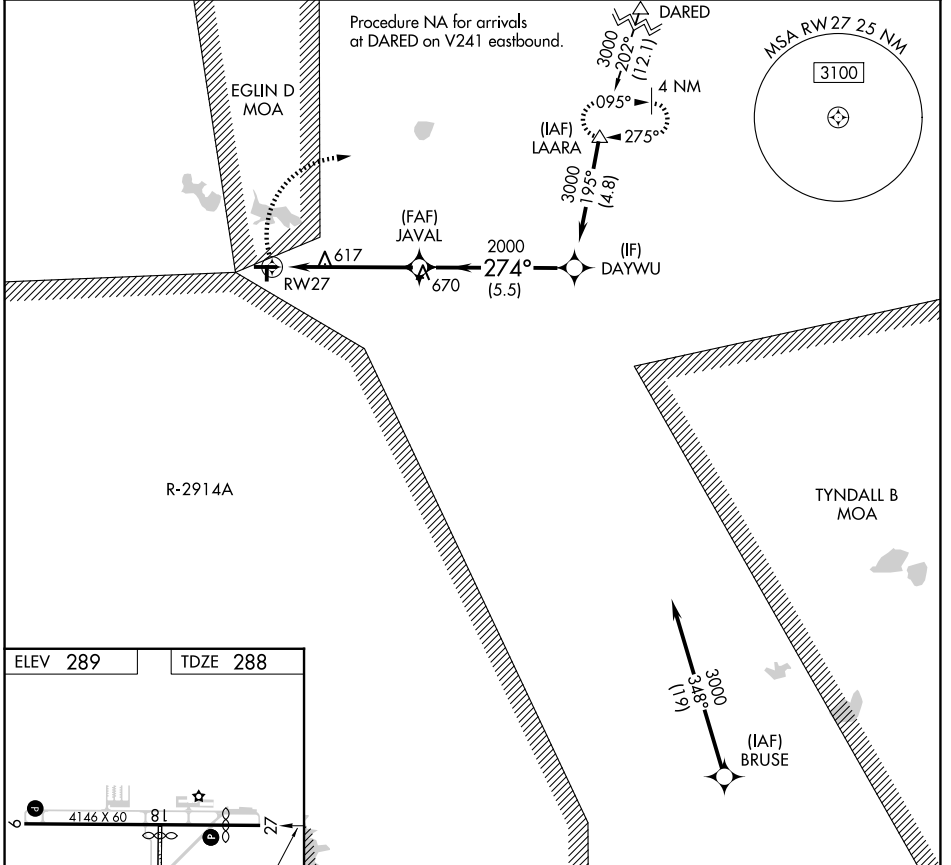 Procedure NA for arrivals
at DARED on V241 eastbound.
DARED
3000
202°
(12.1)
MSA RW27 25 NM
3100
EGLIN D
MOA
4 NM
095°
275°
(IAF)
LAARA
3000
195°
(4.8)
(FAF)
JAVAL
617
2000
274°
(5.5)
(IF)
DAYWU
RW27
670
R-2914A
TYNDALL B
MOA
3000
348°
(19)
(IAF)
BRUSE
ELEV 289
TDZE 288
P
4146 X 60
18
9
27
P